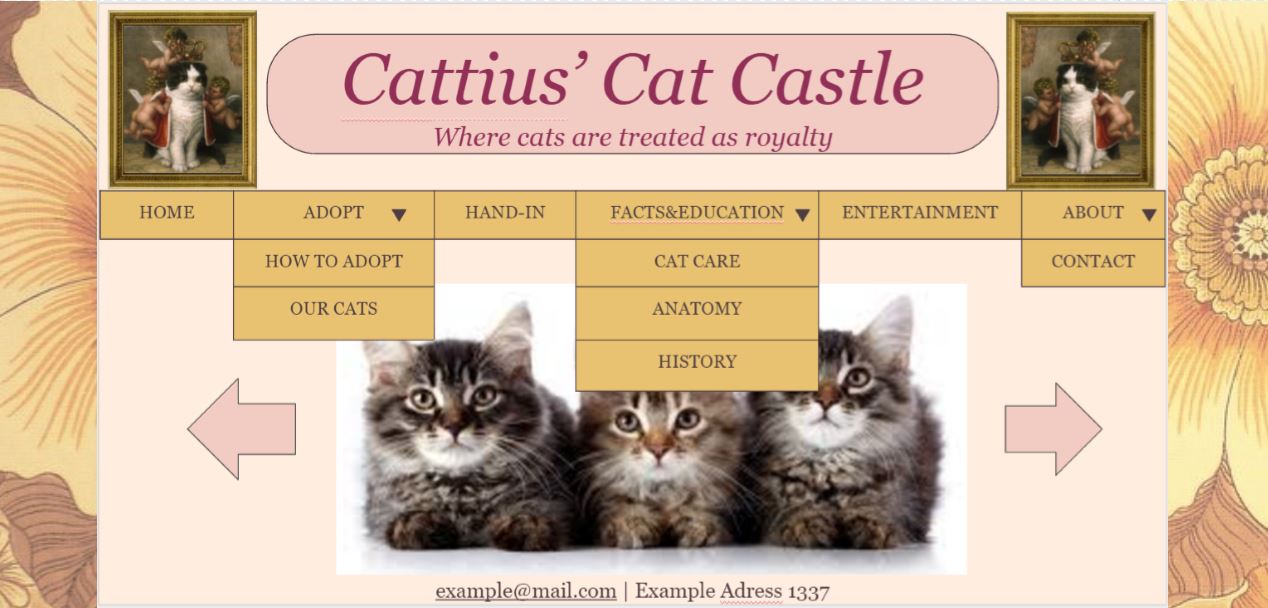 Cattius’ Cat Castle
Where cats are treated as royalty
HOME ADOPT HAND-IN FACTS&EDUCATION ENTERTAINMENT ABOUT
HOW TO ADOPT CAT CARE CONTACT
OUR CATS ANATOMY
HISTORY
example@mail.com | Example Adress 1337